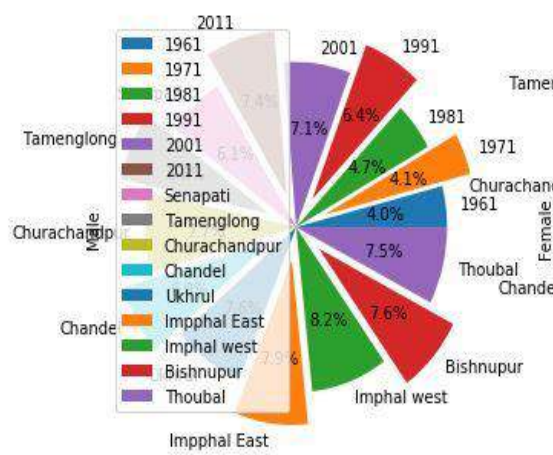 2011
2001
1991
1981
1971
1961
Thoubal
Bishnupur
Imphal west
Impphal East
Chande
Churachandpur
Tamenglong
Male
7.4%
7.1%
6.4%
4.7%
4.1%
4.0%
7.5%
7.6%
8.2%
7.9%
7.6%
6.1%
1961
1971
1981
1991
2001
2011
Senapati
Tamenglong
Churachandpur
Chandel
Ukhrul
Impphal East
Imphal west
Bishnupur
Thoubal
Tamen
Churachand
Chande
Female